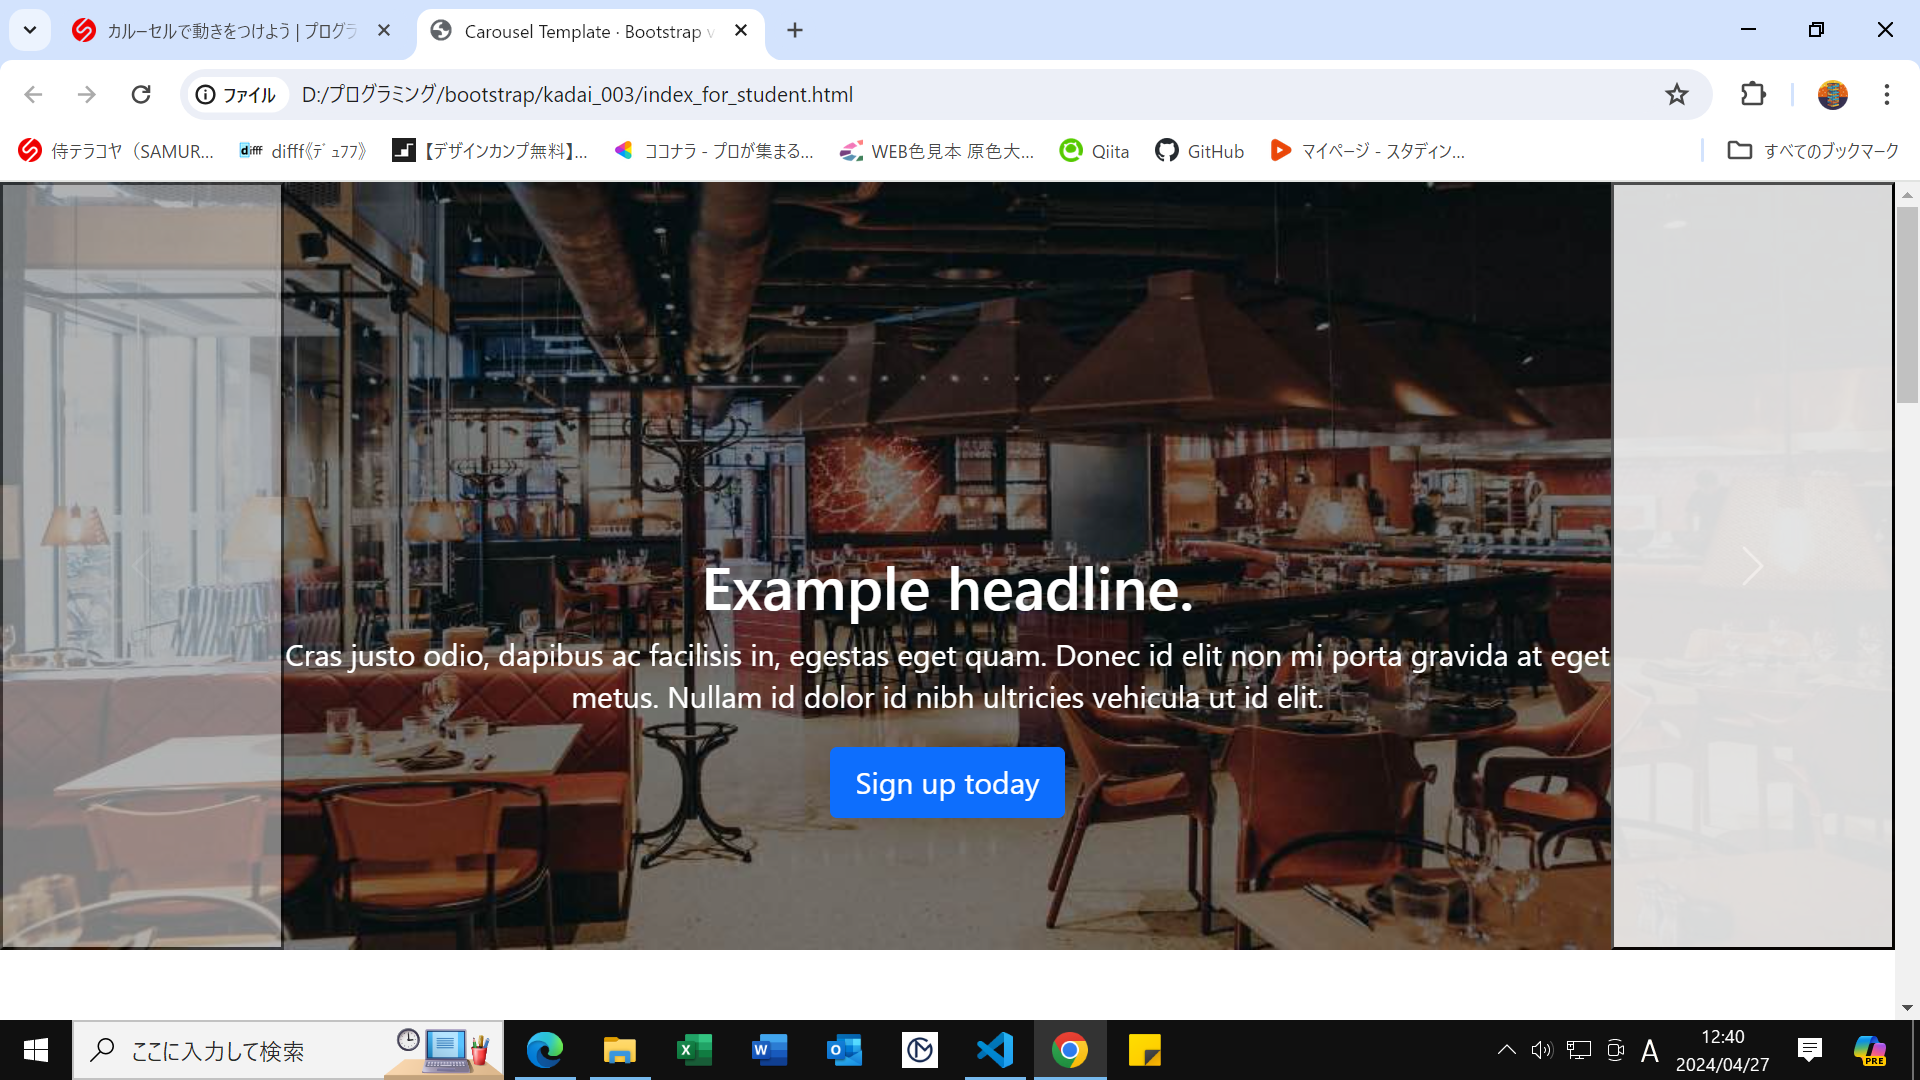 カルーセルで動きをつけよう | プログラ
Carousel Template · Bootstrap v
ファイル
D:/プログラミング/bootstrap/kadai_003/index_for_student.html
侍テラコヤ（SAMUR...
diff
difff《ﾃﾞｭﾌﾌ》
【デザインカンプ無料】...
ココナラ - プロが集まる...
WEB色見本 原色大...
Qiita
GitHub
マイページ - スタディン...
すべてのブックマーク
Example headline.
Cras justo odio, dapibus ac facilisis in, egestas eget quam. Donec id elit non mi porta gravida at eget
metus. Nullam id dolor id nibh ultricies vehicula ut id elit.
Sign up today
ここに入力して検索
A
12:40
2024/04/27
PRE